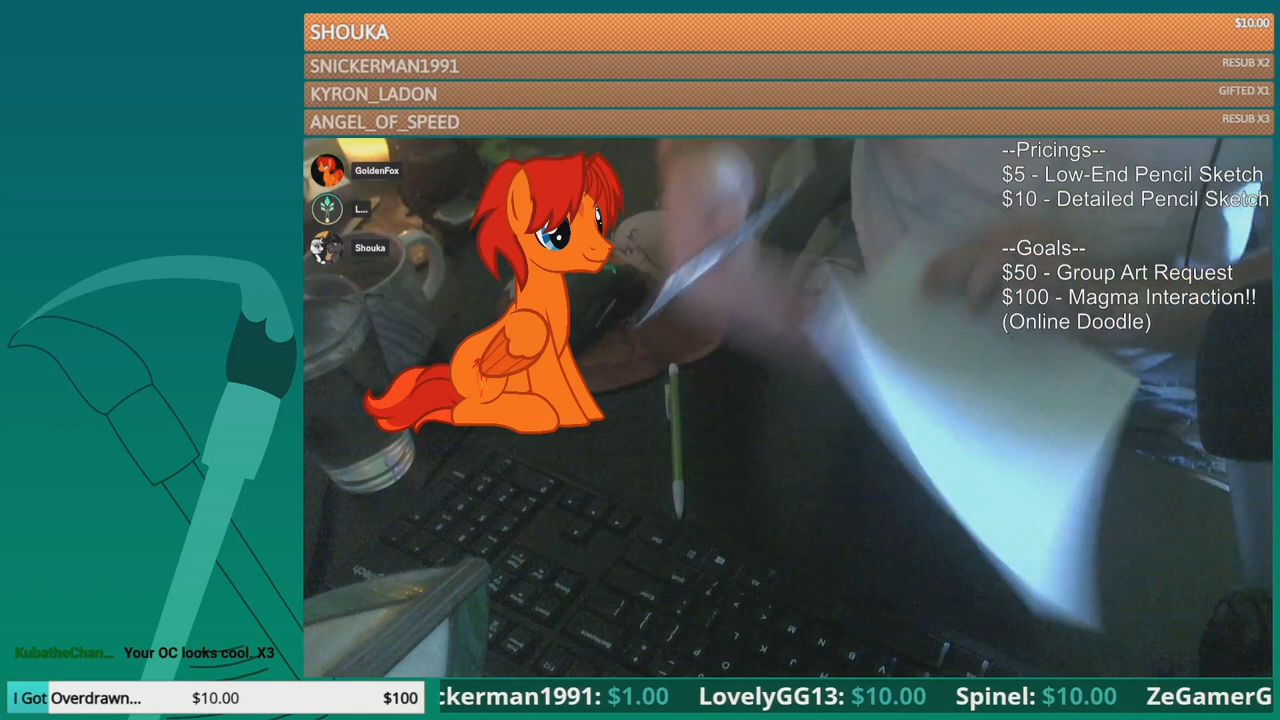 SHOUKA $10.00
SNICKERMAN1991 RESUB X2
KYRON_LADON GIFTED X1
ANGEL_OF_SPEED RESUB X3
GoldenFox
L...
Shouka
--Pricings--
$5 - Low-End Pencil Sketch
$10 - Detailed Pencil Sketch
--Goals--
$50 - Group Art Request
$100 - Magma Interaction!!
(Online Doodle)
KubatheChan... Your OC looks cool, X3
I Got Overdrawn... $10.00 $100
ckerman1991: $1.00 LovelyGG13: $10.00 Spinel: $10.00 ZeGamerG